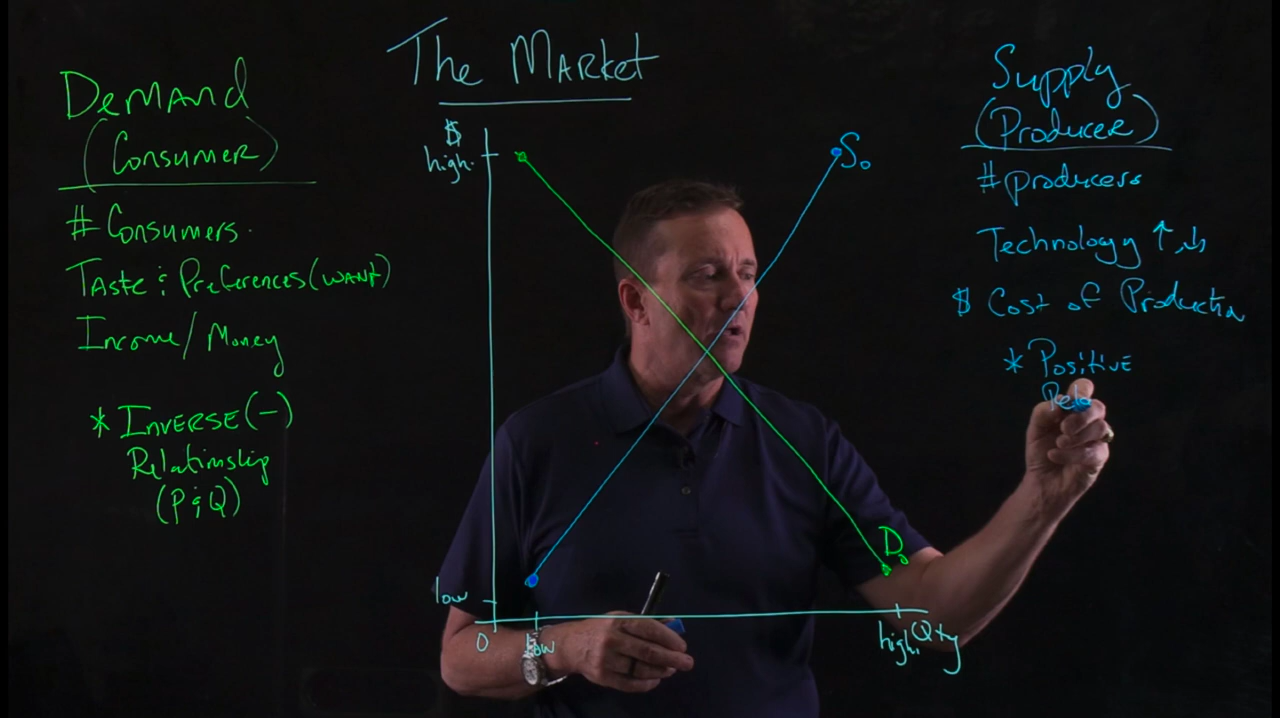 The Market
Demand
(Consumer)
# Consumers.
Taste & Preferences (want)
Income/Money
* Inverse (-)
Relationship
(P & Q)
$
high.
low
0
low
high.
Qty
S₀
D₀
Supply
(Producer)
# producers
Technology ↑↓
$ Cost of Production
* Positive
Rela